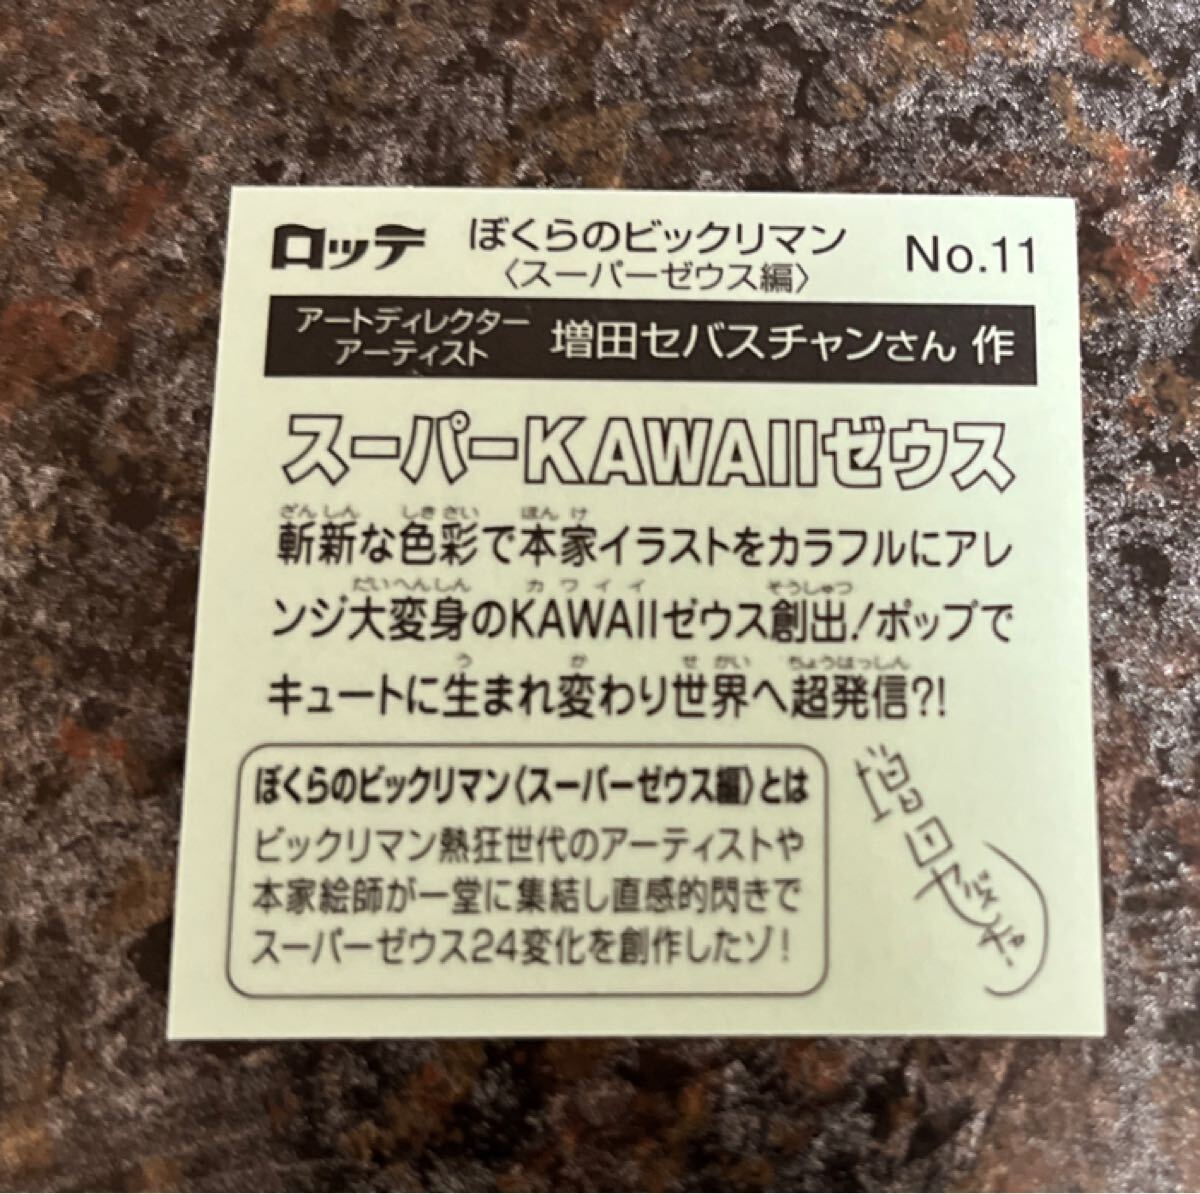 ロッテ ぼくらのビックリマン No.11
〈スーパーゼウス編〉
アートディレクター
アーティスト 増田セバスチャンさん 作
スーパーKAWAIIゼウス
ざんしん しきさい ほんけ
斬新な色彩で本家イラストをカラフルにアレ
だいへんしん カワイイ そうしゅつ
ンジ大変身のKAWAIIゼウス創出!ポップで
う か せかい ちょうはっしん
キュートに生まれ変わり世界へ超発信?!
ぼくらのビックリマン〈スーパーゼウス編〉とは
ビックリマン熱狂世代のアーティストや
本家絵師が一堂に集結し直感的閃きで
スーパーゼウス24変化を創作したゾ!